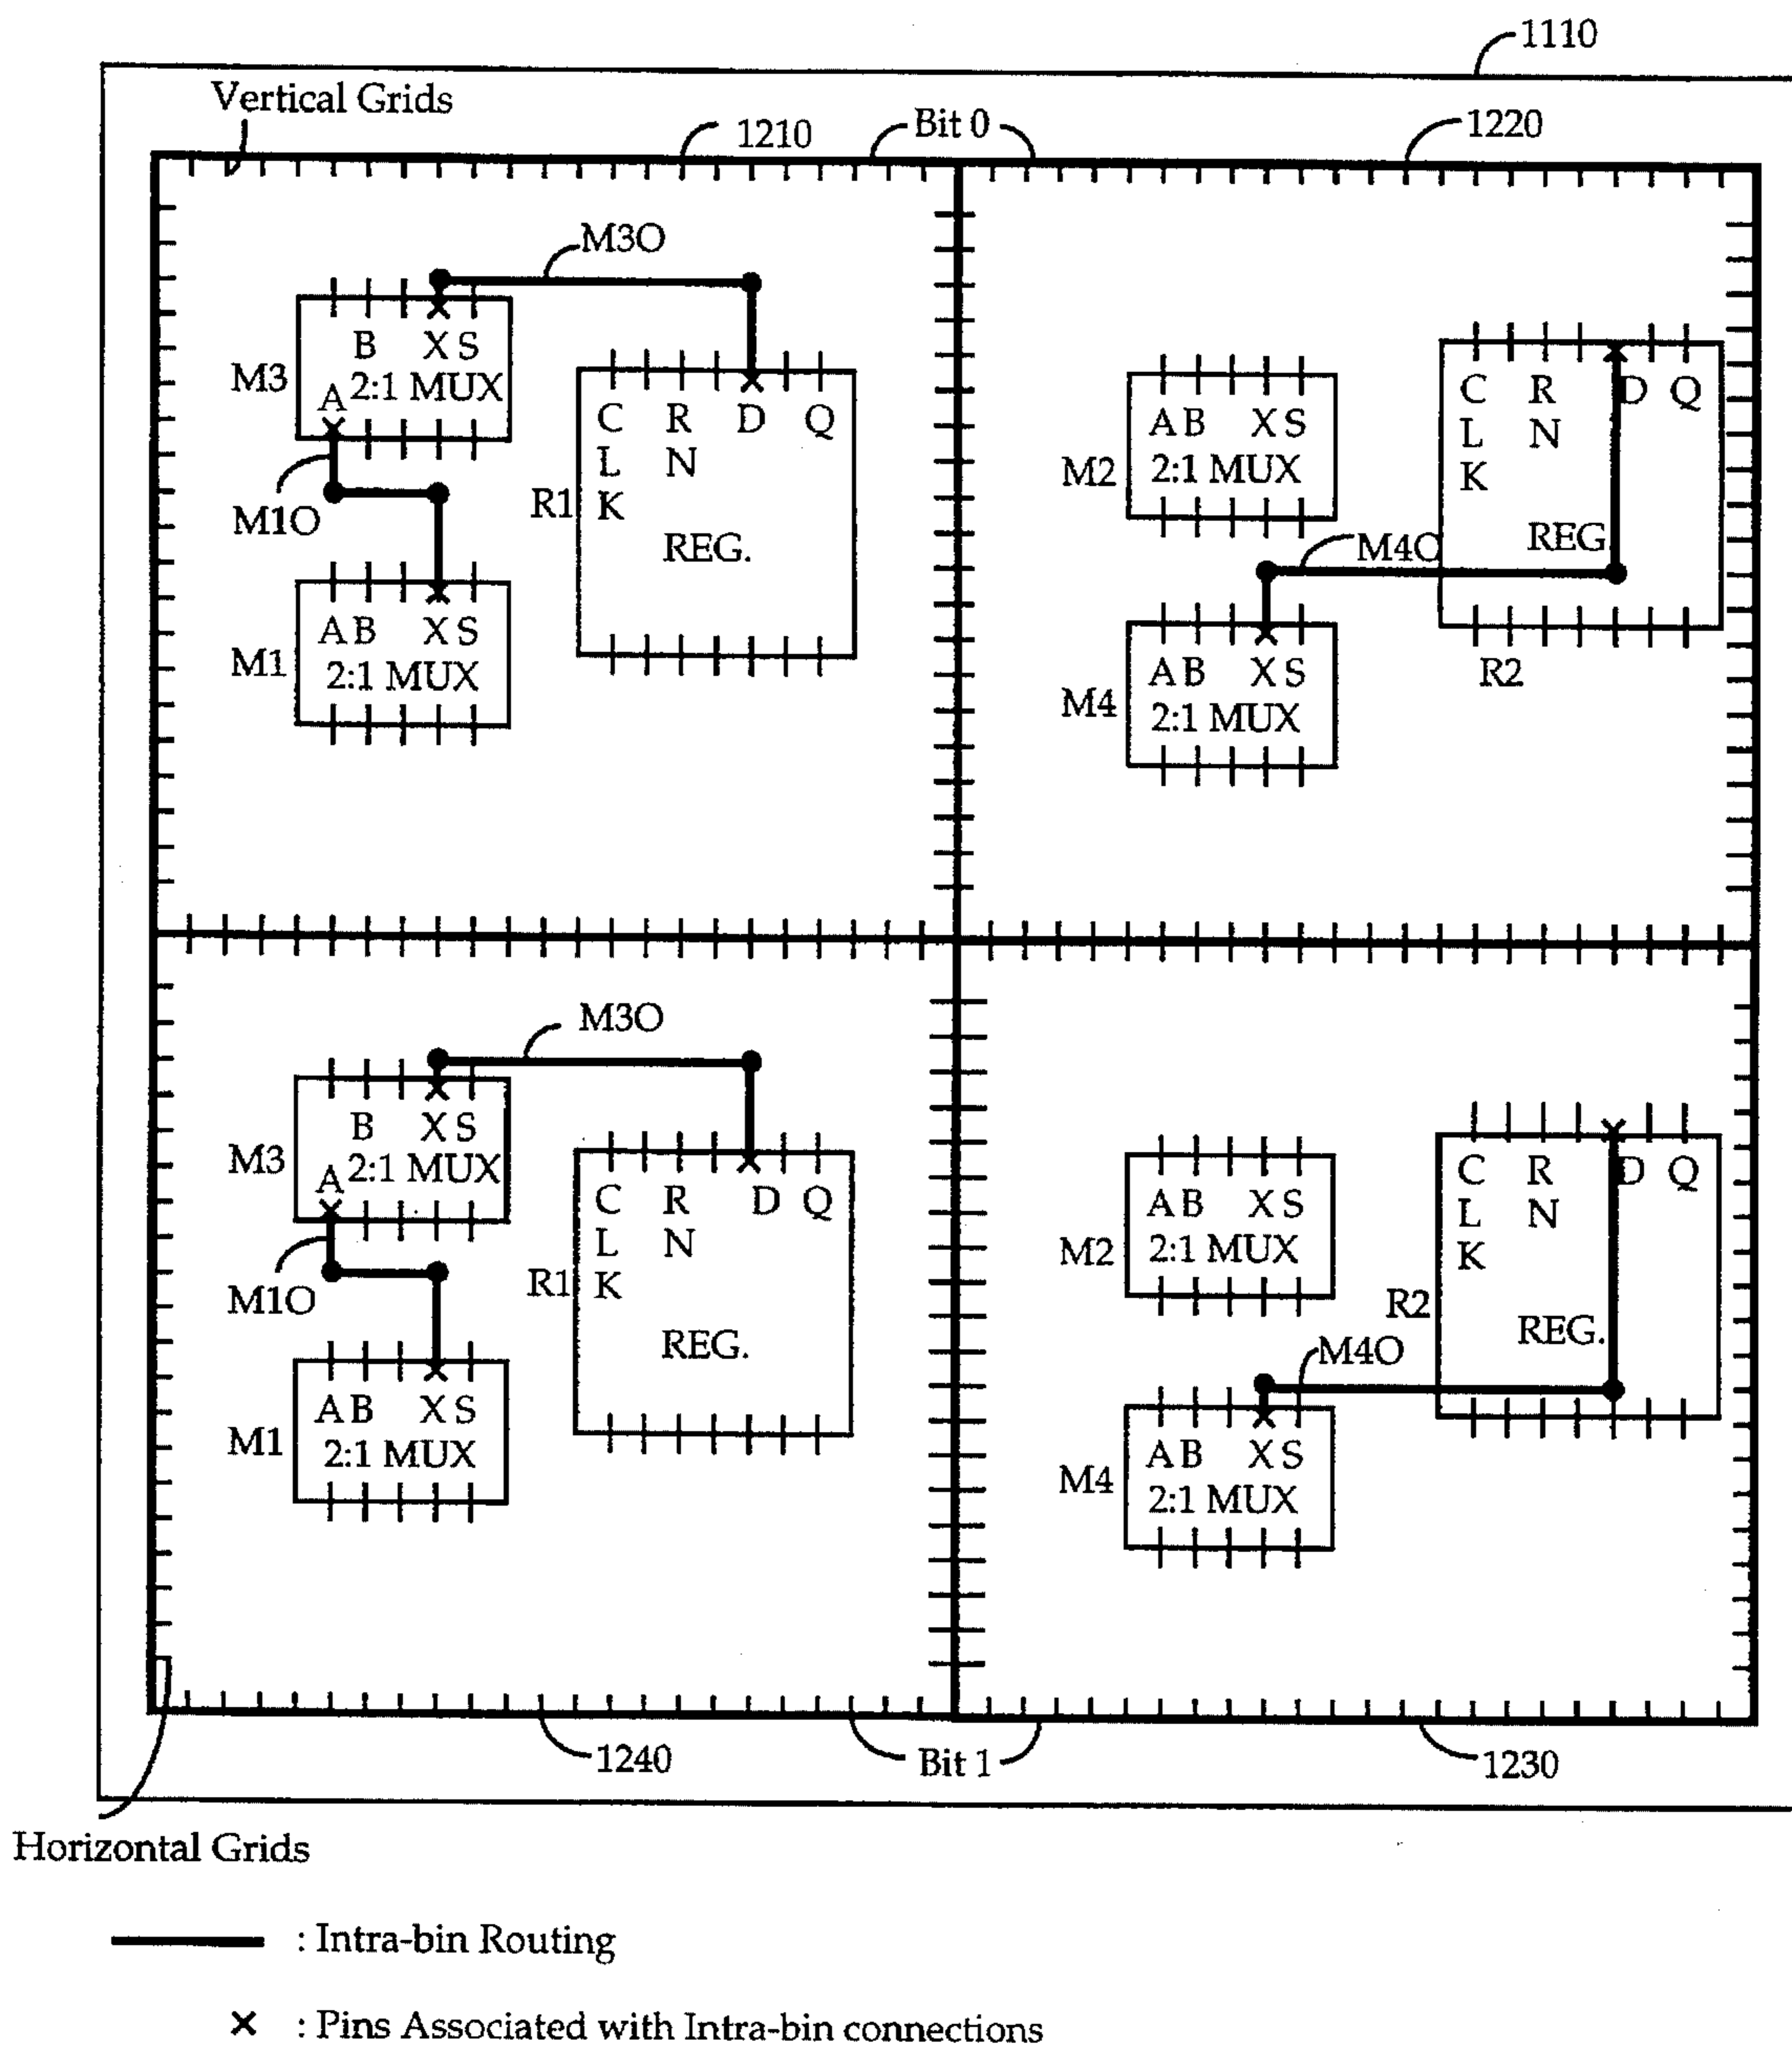 1110
Vertical Grids
1210
Bit 0
1220
M3O
B X S
M3
A 2:1 MUX
M1O
C R D Q
L N
R1 K
REG.
A B X S
M1
2:1 MUX
A B X S
M2 2:1 MUX
C R D Q
L N
K
REG
M4O
A B X S
M4 2:1 MUX
R2
M3O
B X S
M3
A 2:1 MUX
M1O
C R D Q
L N
R1 K
REG.
A B X S
M1 2:1 MUX
A B X S
M2 2:1 MUX
C R D Q
L N
K
R2
REG.
M4O
A B X S
M4 2:1 MUX
1240
Bit 1
1230
Horizontal Grids
: Intra-bin Routing
: Pins Associated with Intra-bin connections